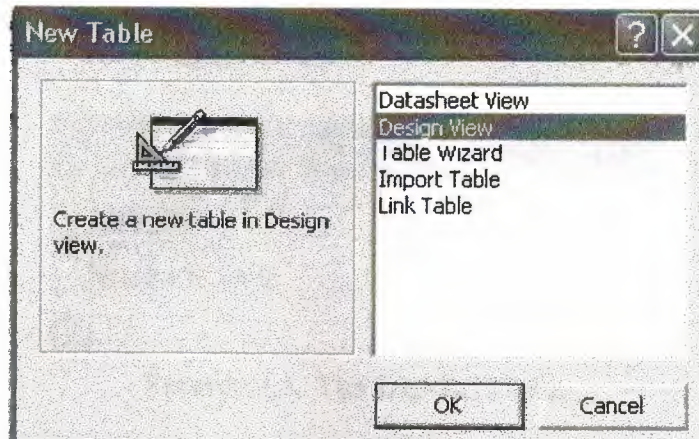 New Table
Create a new table in Design
view.
Datasheet View
Design View
Table Wizard
Import Table
Link Table
OK
Cancel